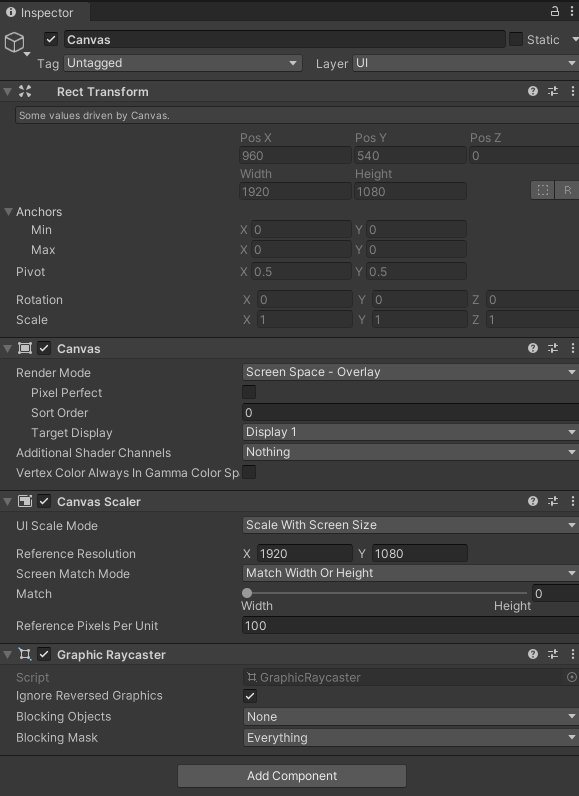 Inspector
Canvas Static
Tag Untagged Layer UI
Rect Transform
Some values driven by Canvas.
Pos X Pos Y Pos Z
960 540 0
Width Height
1920 1080 R
Anchors
Min X 0 Y 0
Max X 0 Y 0
Pivot X 0.5 Y 0.5
Rotation X 0 Y 0 Z 0
Scale X 1 Y 1 Z 1
Canvas
Render Mode Screen Space - Overlay
Pixel Perfect
Sort Order 0
Target Display Display 1
Additional Shader Channels Nothing
Vertex Color Always In Gamma Color Sp
Canvas Scaler
UI Scale Mode Scale With Screen Size
Reference Resolution X 1920 Y 1080
Screen Match Mode Match Width Or Height
Match 0
Width Height
Reference Pixels Per Unit 100
Graphic Raycaster
Script GraphicRaycaster
Ignore Reversed Graphics
Blocking Objects None
Blocking Mask Everything
Add Component